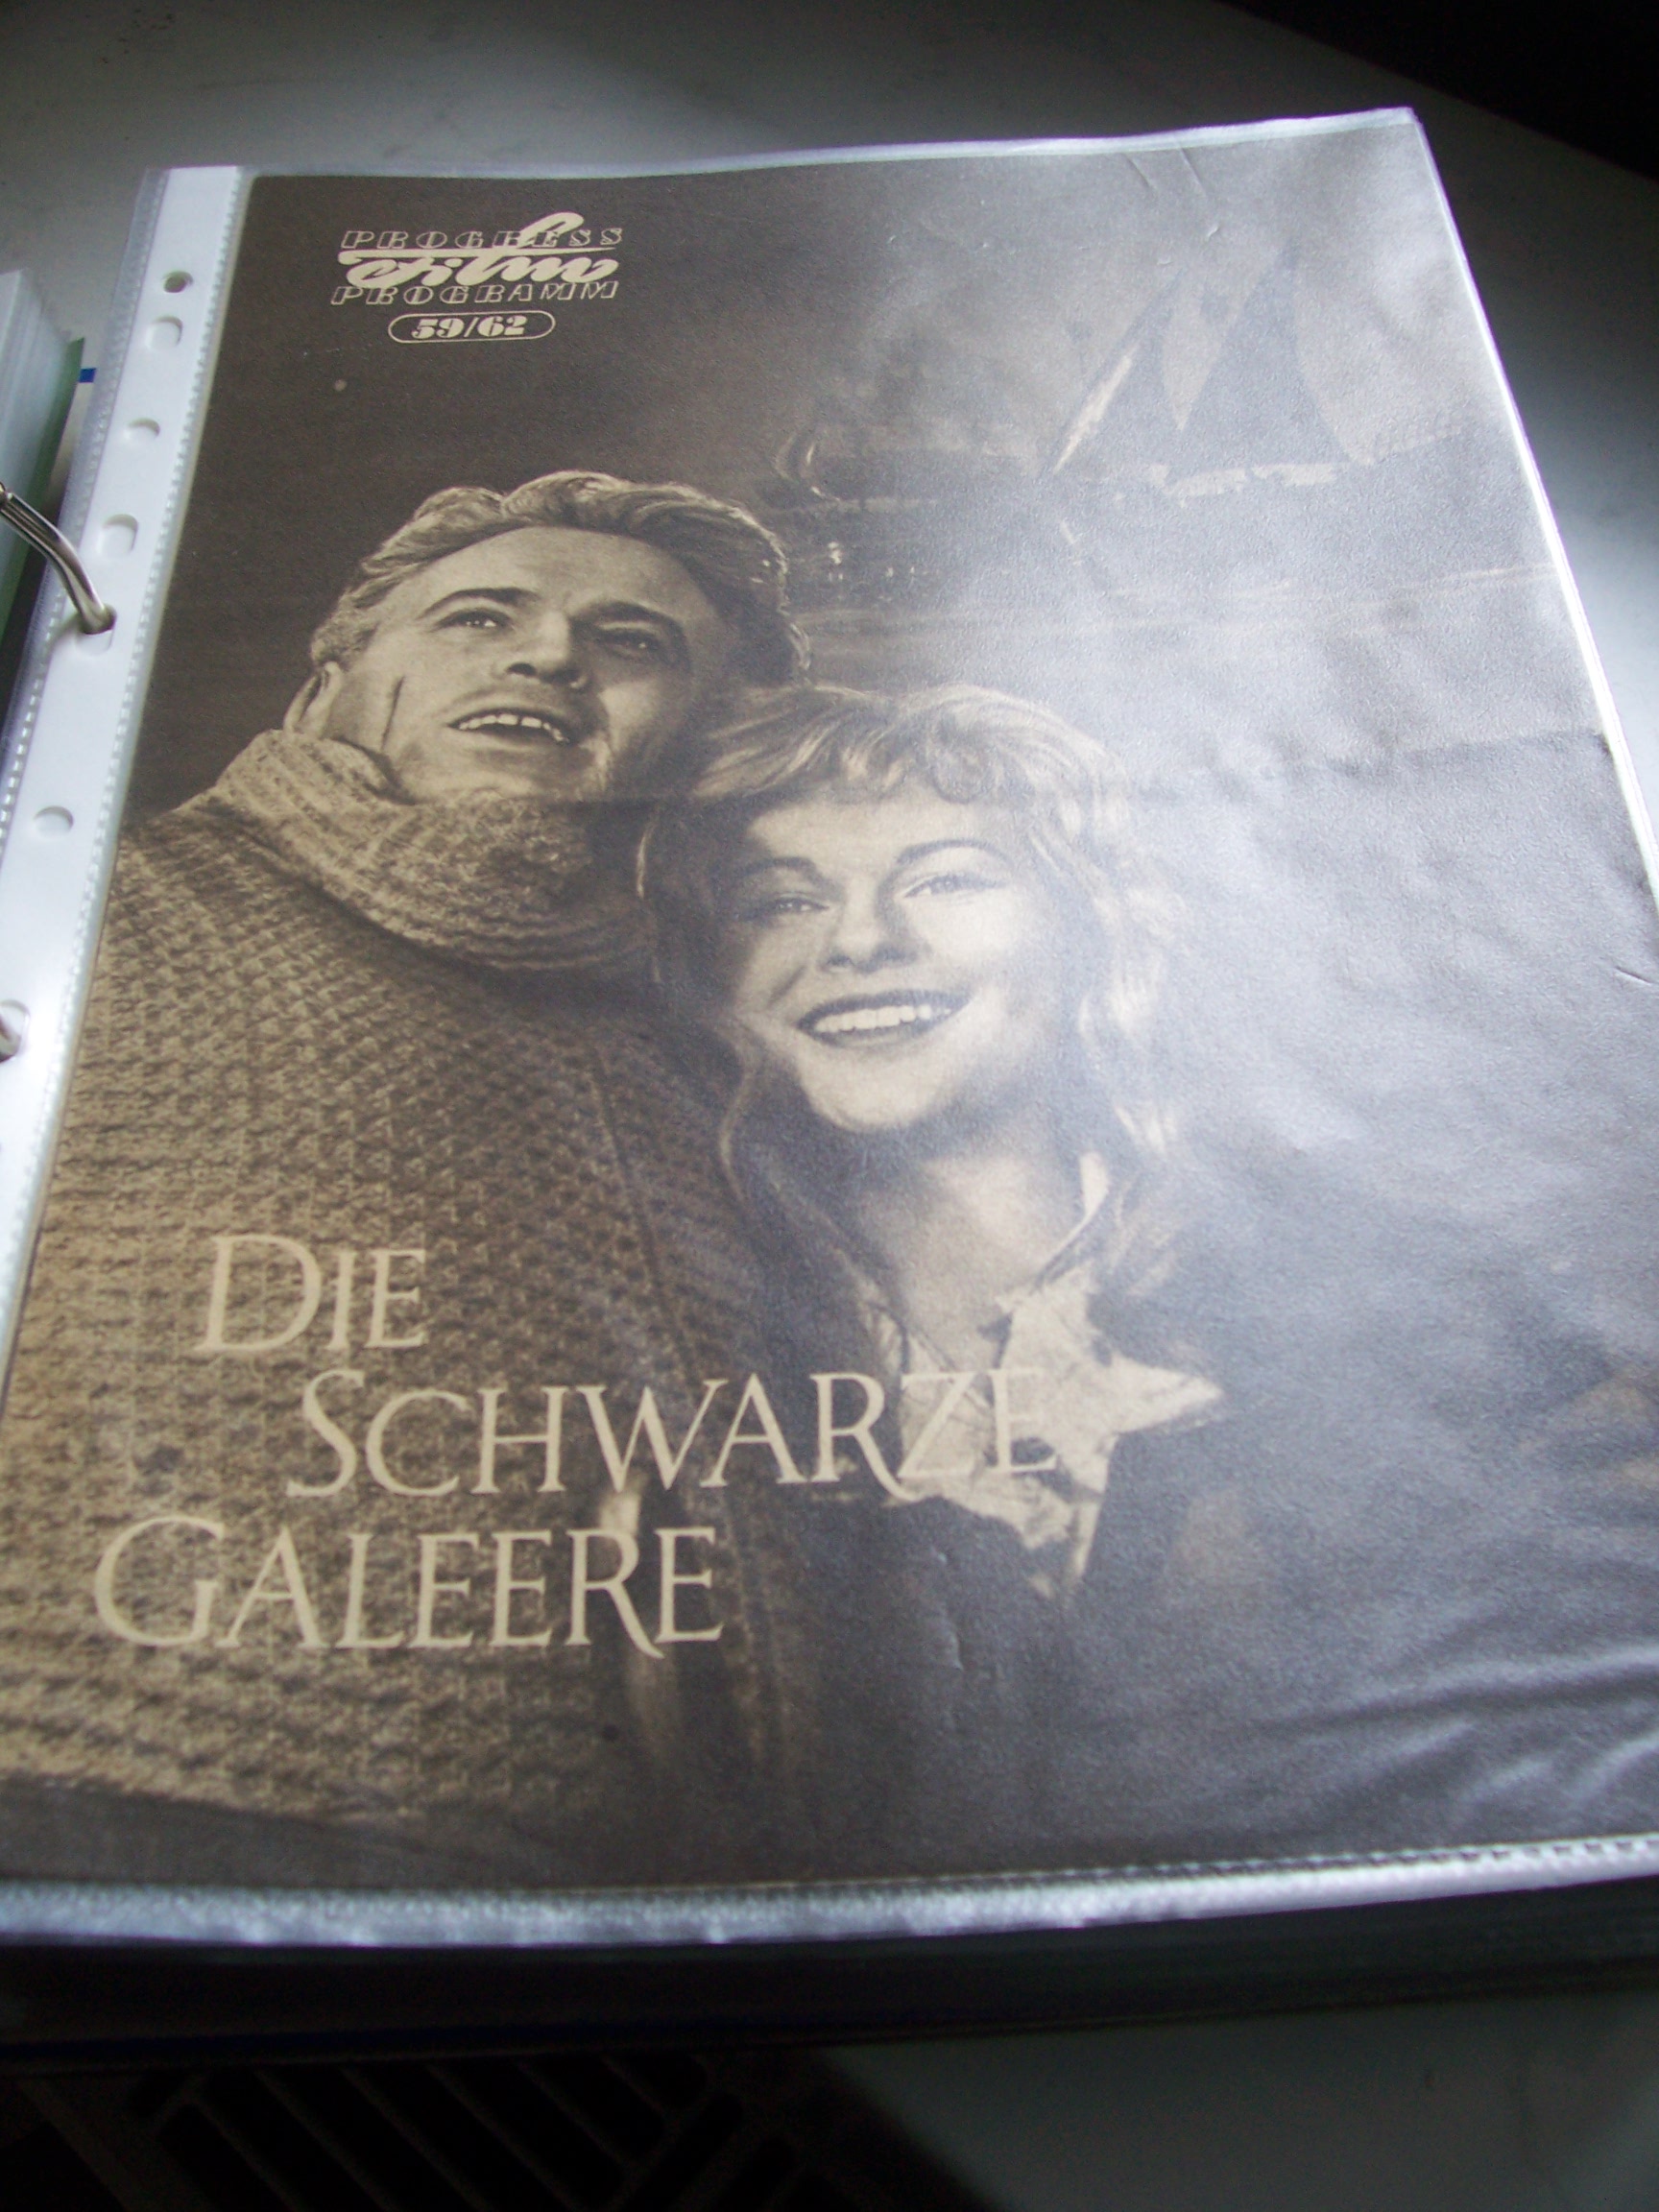 PROGRESS
Film
PROGRAMM
59/62
DIE
SCHWARZE
GALEERE